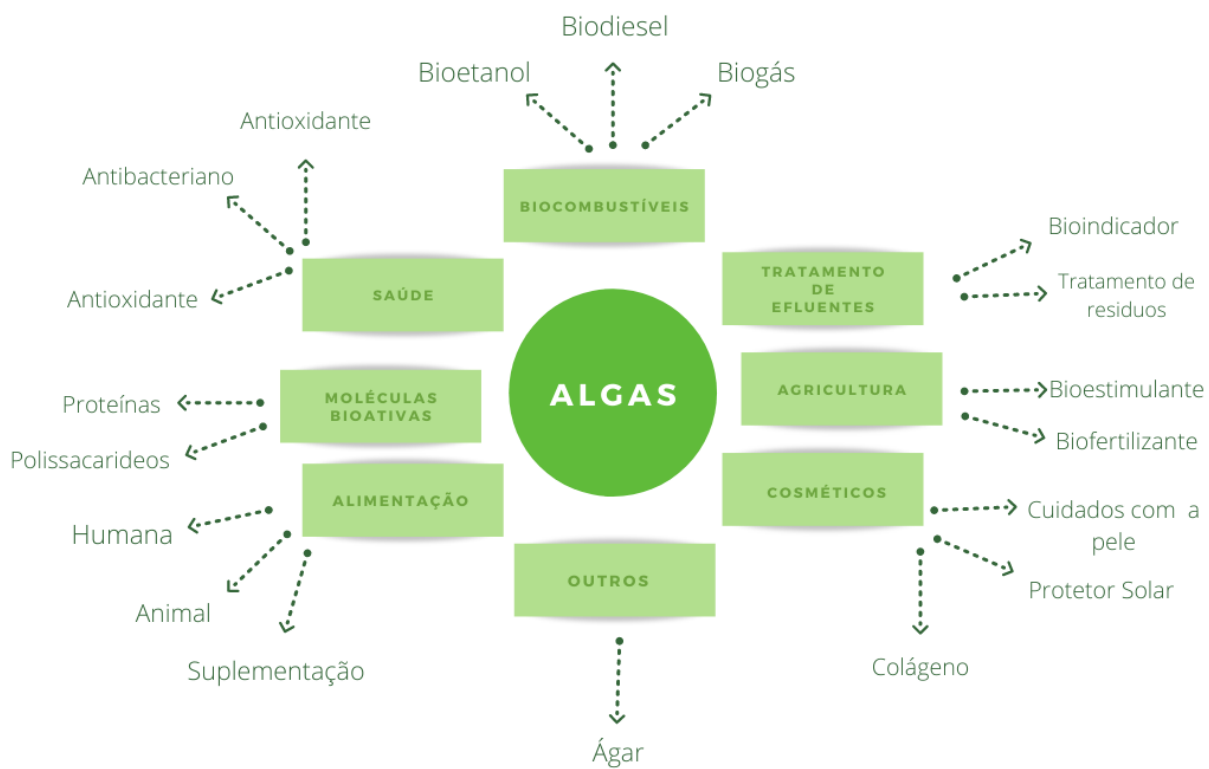 Biodiesel
Bioetanol
Biogás
Antioxidante
Antibacteriano
Antioxidante
BIOCOMBUSTÍVEIS
SAÚDE
TRATAMENTO
DE
EFLUENTES
Bioindicador
Tratamento de
residuos
Proteínas
Polissacarideos
MOLÉCULAS
BIOATIVAS
ALGAS
AGRICULTURA
Bioestimulante
Biofertilizante
ALIMENTAÇÃO
Humana
Animal
Suplementação
COSMÉTICOS
Cuidados com a
pele
Protetor Solar
Colágeno
OUTROS
Ágar